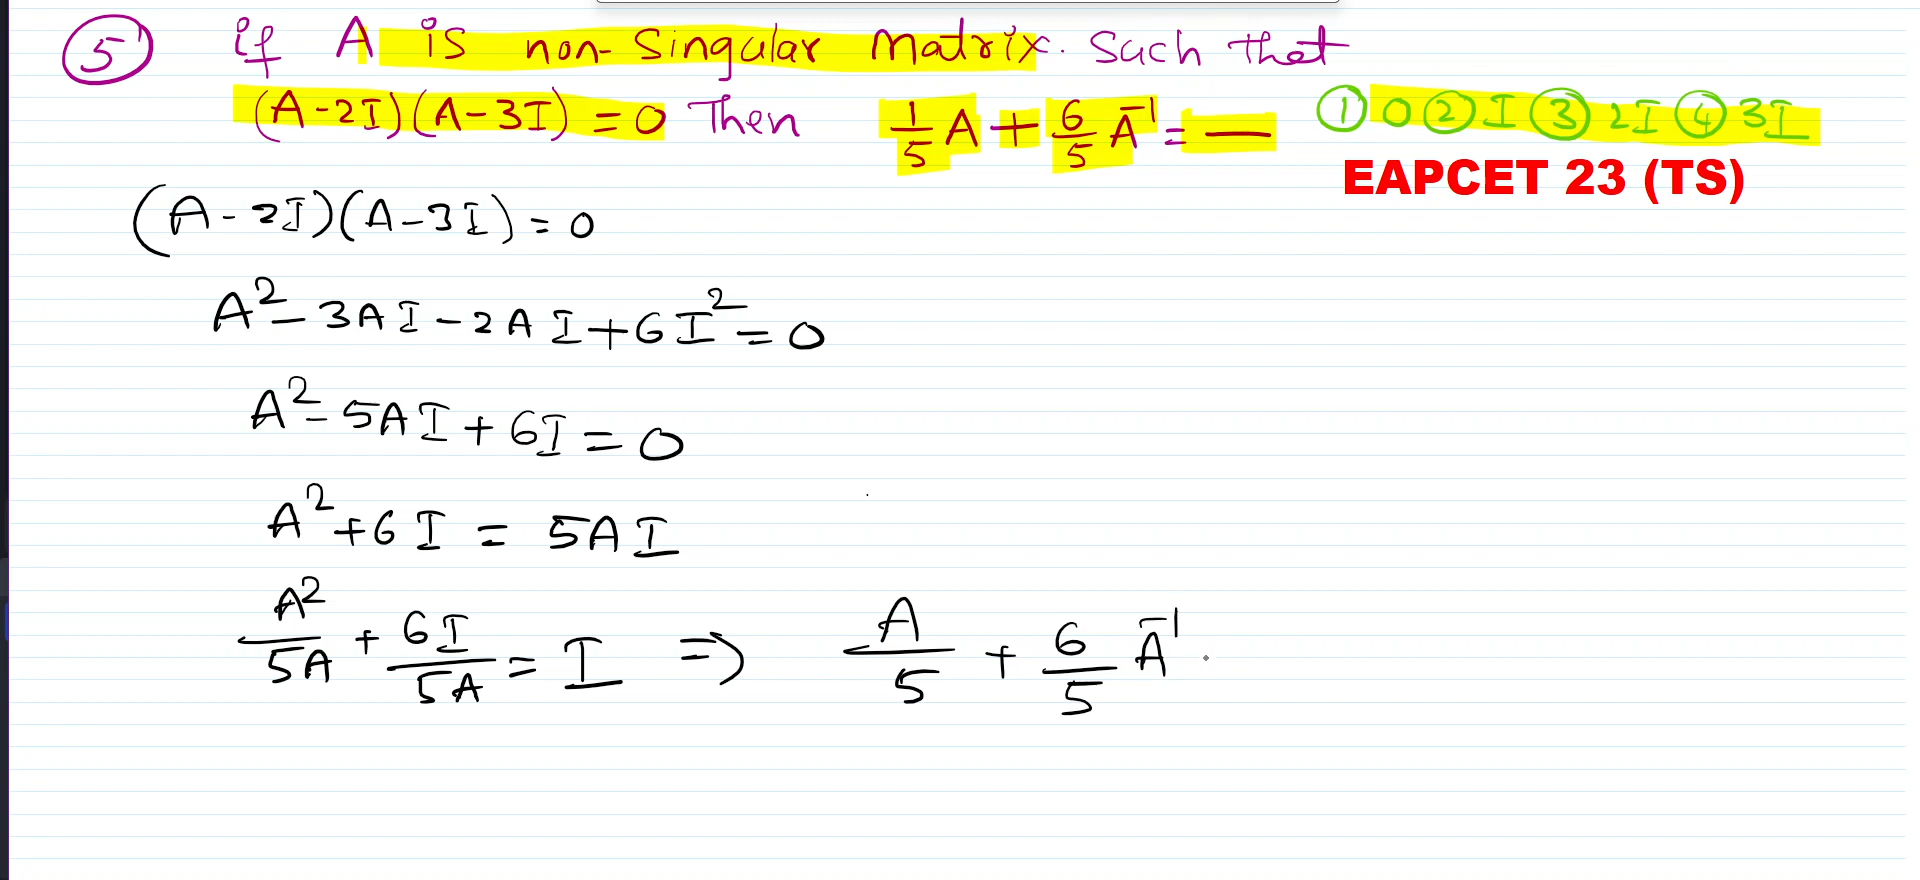 5 If A is non-Singular Matrix. Such that
(A-2I)(A-3I) = 0 Then 1/5 A + 6/5 A⁻¹ = — ① 0 ② I ③ 2I ④ 3I
EAPCET 23 (TS)
(A-2I)(A-3I) = 0
A² - 3AI - 2AI + 6I² = 0
A² - 5AI + 6I = 0
A² + 6I = 5AI
A²/5A + 6I/5A = I ⇒ A/5 + 6/5 A⁻¹